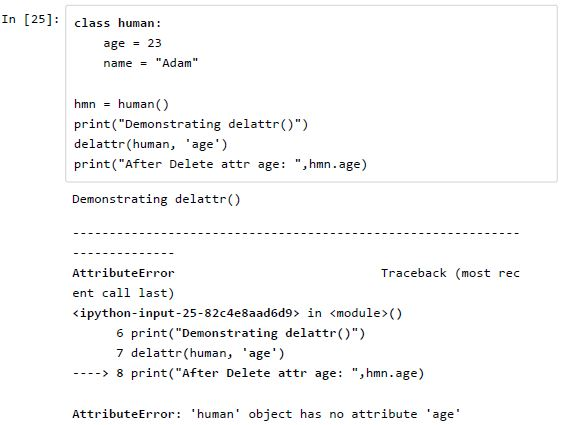 In [25]: class human:
    age = 23
    name = "Adam"

hmn = human()
print("Demonstrating delattr()")
delattr(human, 'age')
print("After Delete attr age: ",hmn.age)
Demonstrating delattr()
---------------------------------------------------------------
--------------
AttributeError                            Traceback (most rec
ent call last)
<ipython-input-25-82c4e8aad6d9> in <module>()
      6 print("Demonstrating delattr()")
      7 delattr(human, 'age')
----> 8 print("After Delete attr age: ",hmn.age)

AttributeError: 'human' object has no attribute 'age'